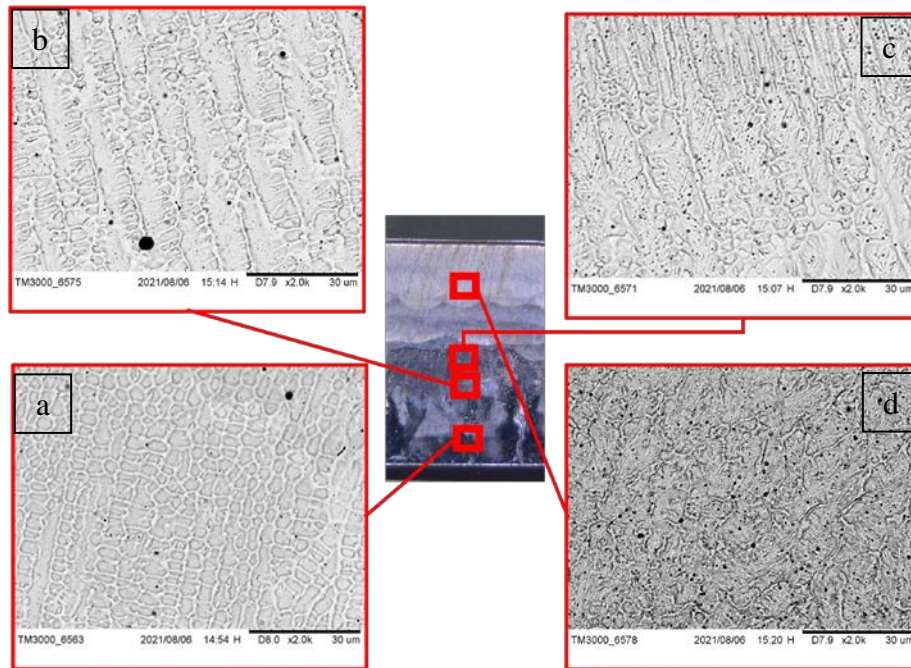 b
TM3000_6575 2021/08/06 15:14 H D7.9 x2.0k 30 um
c
TM3000_6571 2021/08/06 15:07 H D7.9 x2.0k 30 um
a
TM3000_6563 2021/08/06 14:54 H D8.0 x2.0k 30 um
d
TM3000_6578 2021/08/06 15:20 H D7.9 x2.0k 30 um